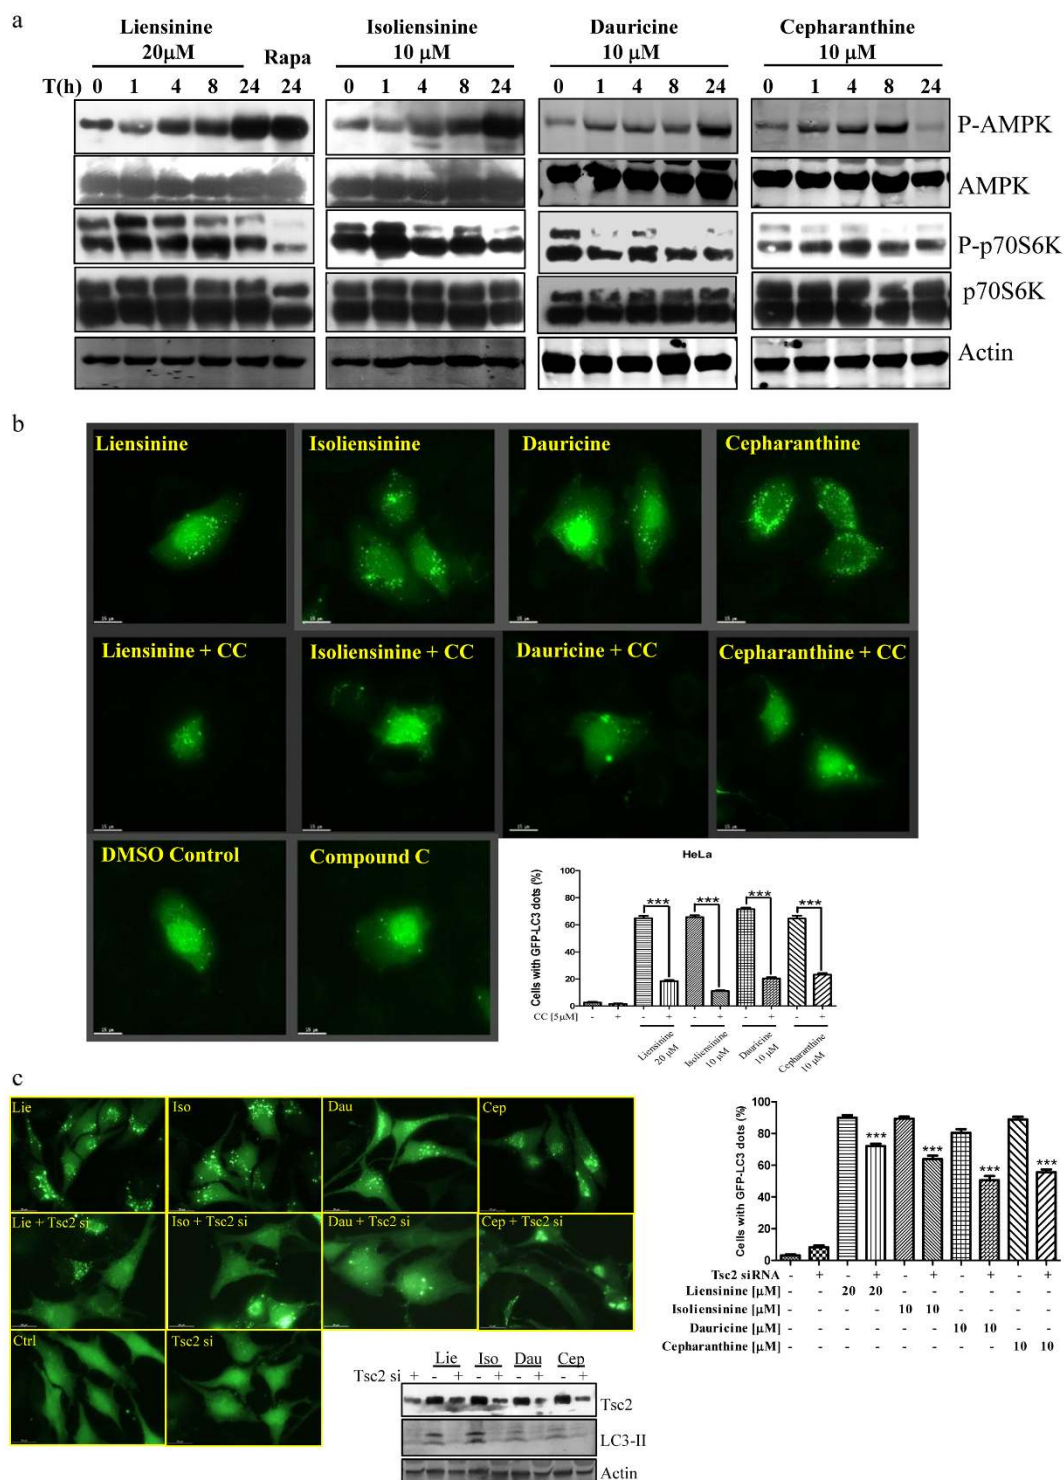 a
Liensinine
20μM
Rapa
Isoliensinine
10 μM
Dauricine
10 μM
Cepharanthine
10 μM
T(h) 0 1 4 8 24 24 0 1 4 8 24 0 1 4 8 24 0 1 4 8 24
P-AMPK
AMPK
P-p70S6K
p70S6K
Actin
b
Liensinine
Isoliensinine
Dauricine
Cepharanthine
Liensinine + CC
Isoliensinine + CC
Dauricine + CC
Cepharanthine + CC
DMSO Control
Compound C
HeLa
Cells with GFP-LC3 dots (%)
100
80
60
40
20
0
*** *** *** ***
CC [5μM] - + - + - + - + - +
Liensinine
20 μM
Isoliensinine
10 μM
Dauricine
10 μM
Cepharanthine
10 μM
c
Lie
Iso
Dau
Cep
Lie + Tsc2 si
Iso + Tsc2 si
Dau + Tsc2 si
Cep + Tsc2 si
Ctrl
Tsc2 si
Cells with GFP-LC3 dots (%)
100
80
60
40
20
0
*** *** *** ***
Tsc2 siRNA - + - + - + - + - +
Liensinine [μM] - - 20 20 - - - - - -
Isoliensinine [μM] - - - - 10 10 - - - -
Dauricine [μM] - - - - - - 10 10 - -
Cepharanthine [μM] - - - - - - - - 10 10
Lie Iso Dau Cep
Tsc2 si + - + - + - + - +
Tsc2
LC3-II
Actin